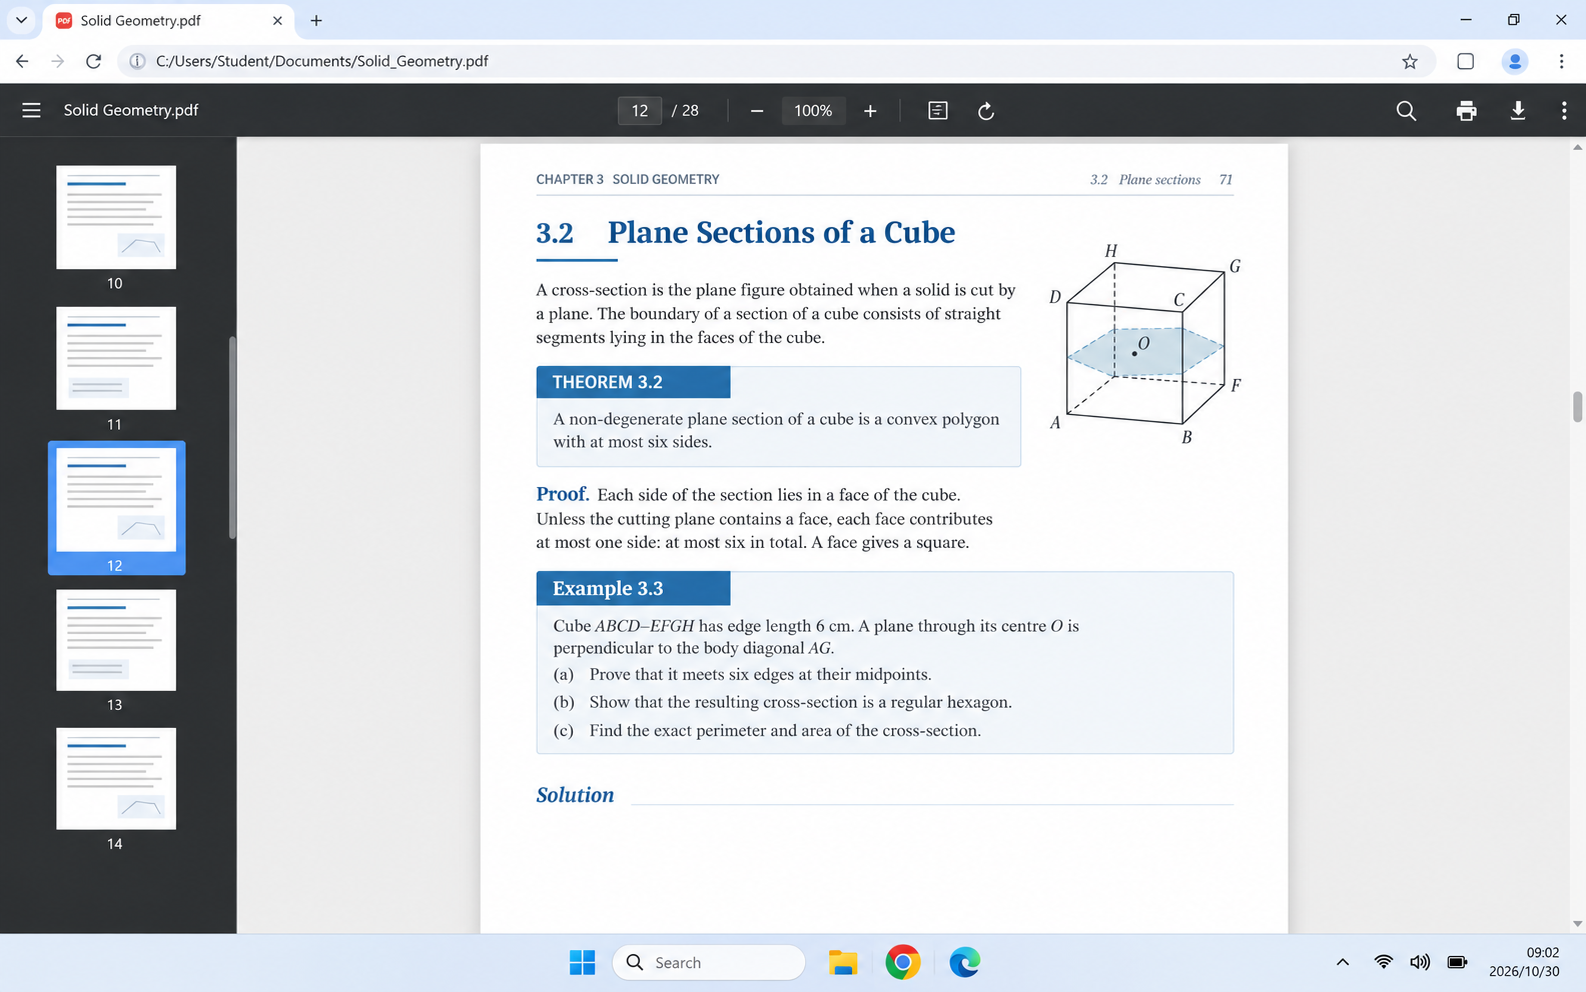 Solid Geometry.pdf
C:/Users/Student/Documents/Solid_Geometry.pdf
Solid Geometry.pdf
12 / 28
100%
10
11
12
13
14
CHAPTER 3 SOLID GEOMETRY
3.2 Plane sections 71
3.2 Plane Sections of a Cube
A cross-section is the plane figure obtained when a solid is cut by
a plane. The boundary of a section of a cube consists of straight
segments lying in the faces of the cube.
H
G
D
C
O
F
A
B
THEOREM 3.2
A non-degenerate plane section of a cube is a convex polygon
with at most six sides.
Proof. Each side of the section lies in a face of the cube.
Unless the cutting plane contains a face, each face contributes
at most one side: at most six in total. A face gives a square.
Example 3.3
Cube ABCD–EFGH has edge length 6 cm. A plane through its centre O is
perpendicular to the body diagonal AG.
(a) Prove that it meets six edges at their midpoints.
(b) Show that the resulting cross-section is a regular hexagon.
(c) Find the exact perimeter and area of the cross-section.
Solution
Search
09:02
2026/10/30